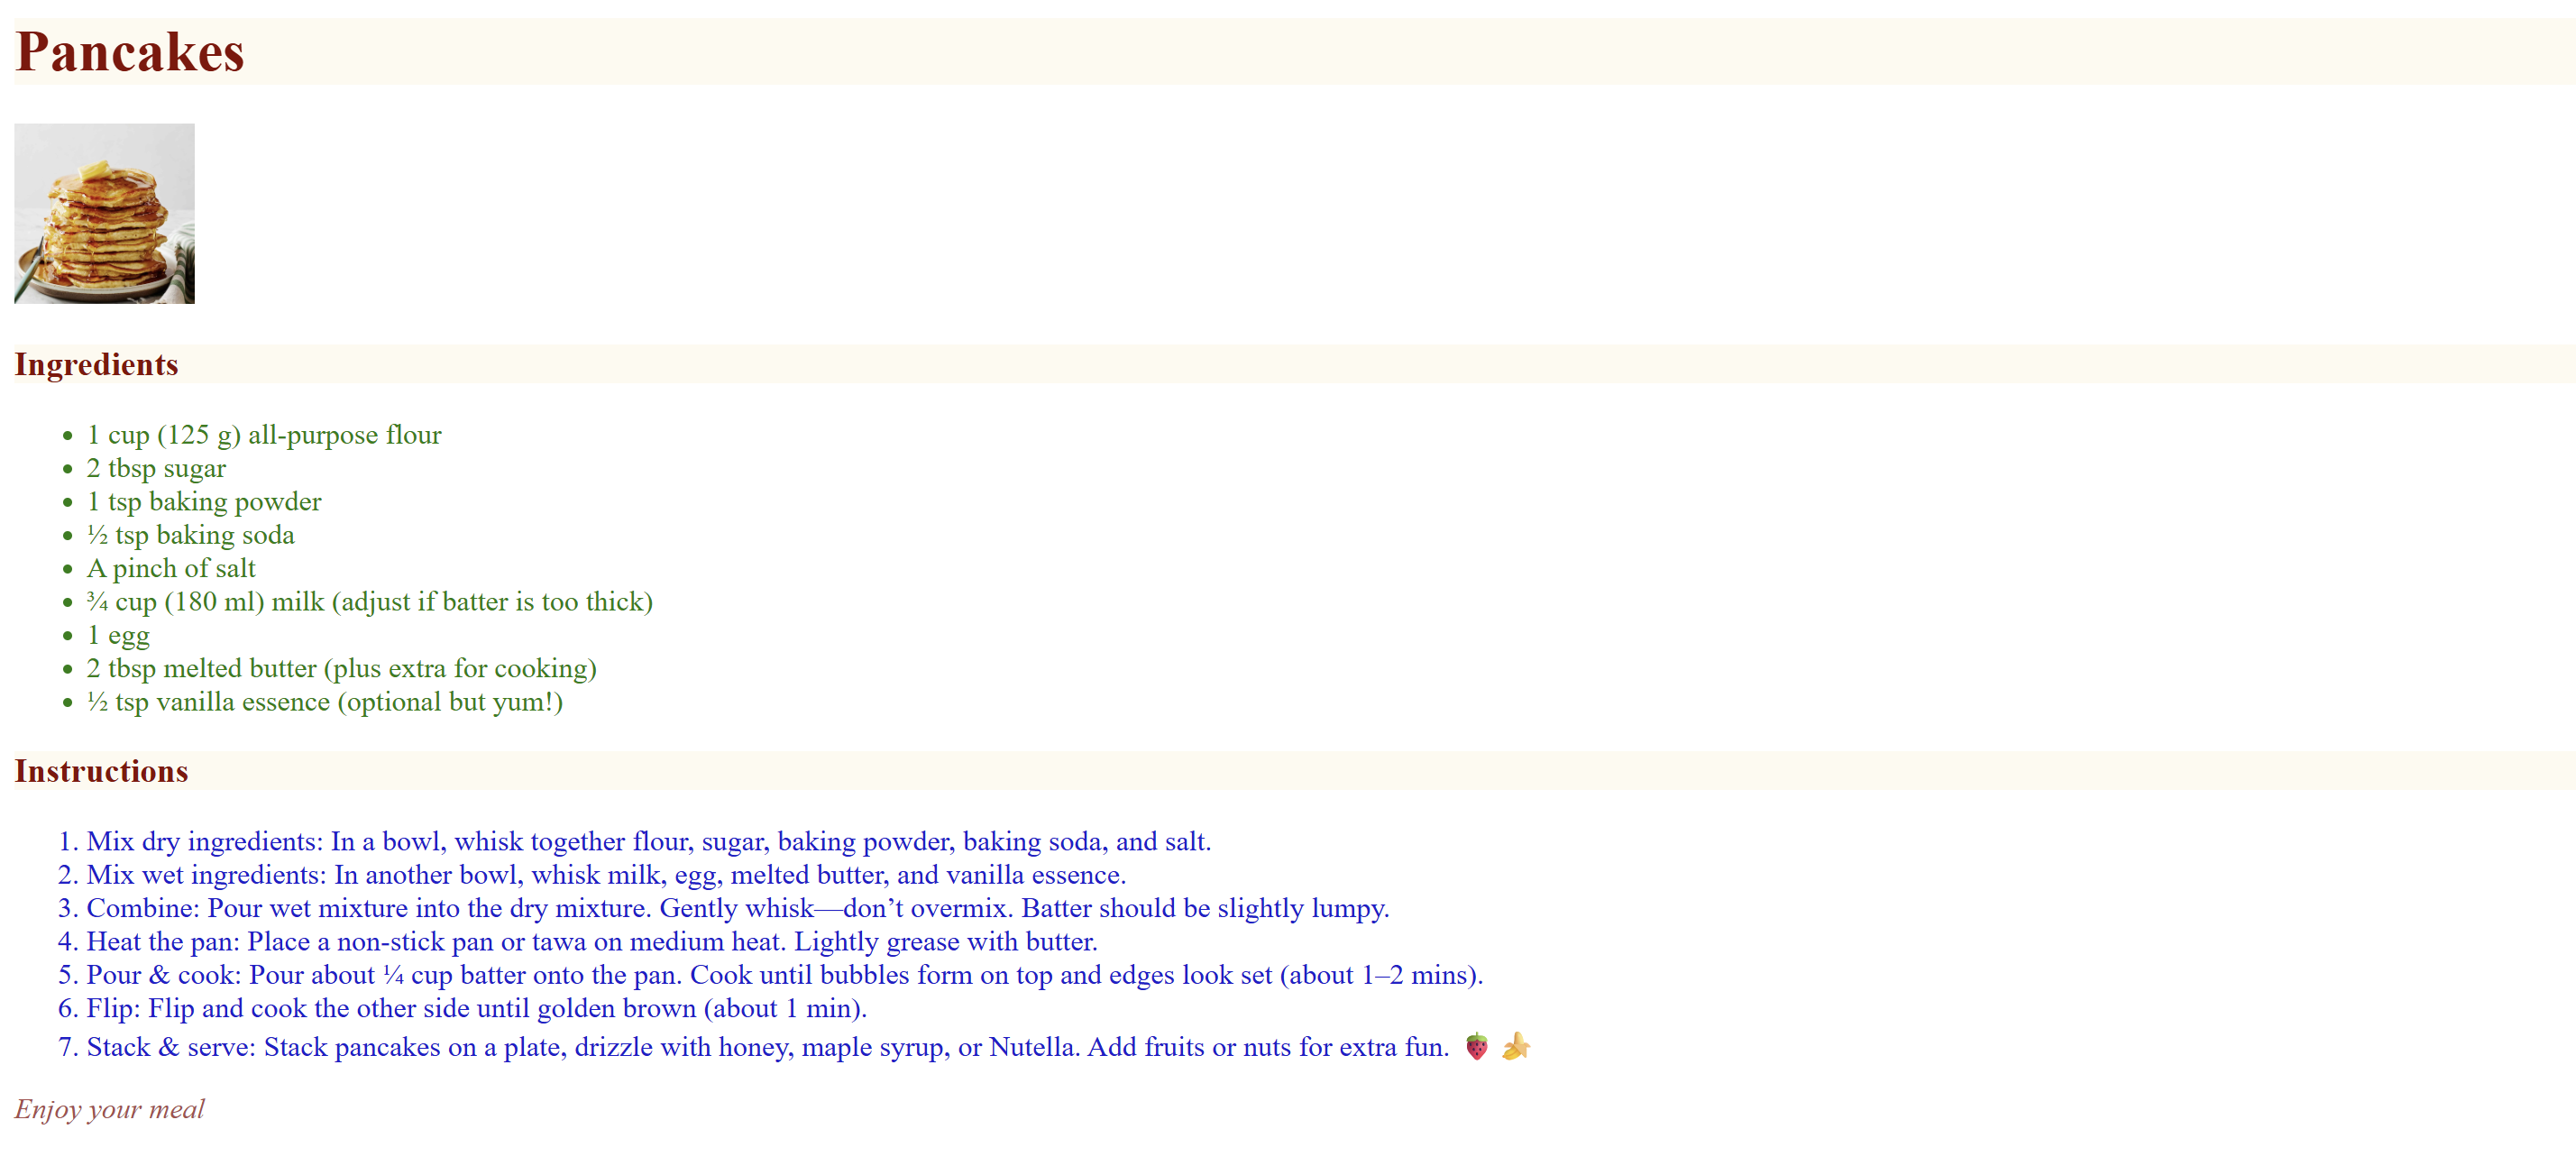 Pancakes
Ingredients
• 1 cup (125 g) all-purpose flour
• 2 tbsp sugar
• 1 tsp baking powder
• ½ tsp baking soda
• A pinch of salt
• ¾ cup (180 ml) milk (adjust if batter is too thick)
• 1 egg
• 2 tbsp melted butter (plus extra for cooking)
• ½ tsp vanilla essence (optional but yum!)
Instructions
1. Mix dry ingredients: In a bowl, whisk together flour, sugar, baking powder, baking soda, and salt.
2. Mix wet ingredients: In another bowl, whisk milk, egg, melted butter, and vanilla essence.
3. Combine: Pour wet mixture into the dry mixture. Gently whisk—don’t overmix. Batter should be slightly lumpy.
4. Heat the pan: Place a non-stick pan or tawa on medium heat. Lightly grease with butter.
5. Pour & cook: Pour about ¼ cup batter onto the pan. Cook until bubbles form on top and edges look set (about 1–2 mins).
6. Flip: Flip and cook the other side until golden brown (about 1 min).
7. Stack & serve: Stack pancakes on a plate, drizzle with honey, maple syrup, or Nutella. Add fruits or nuts for extra fun. 🍓 🍌
Enjoy your meal